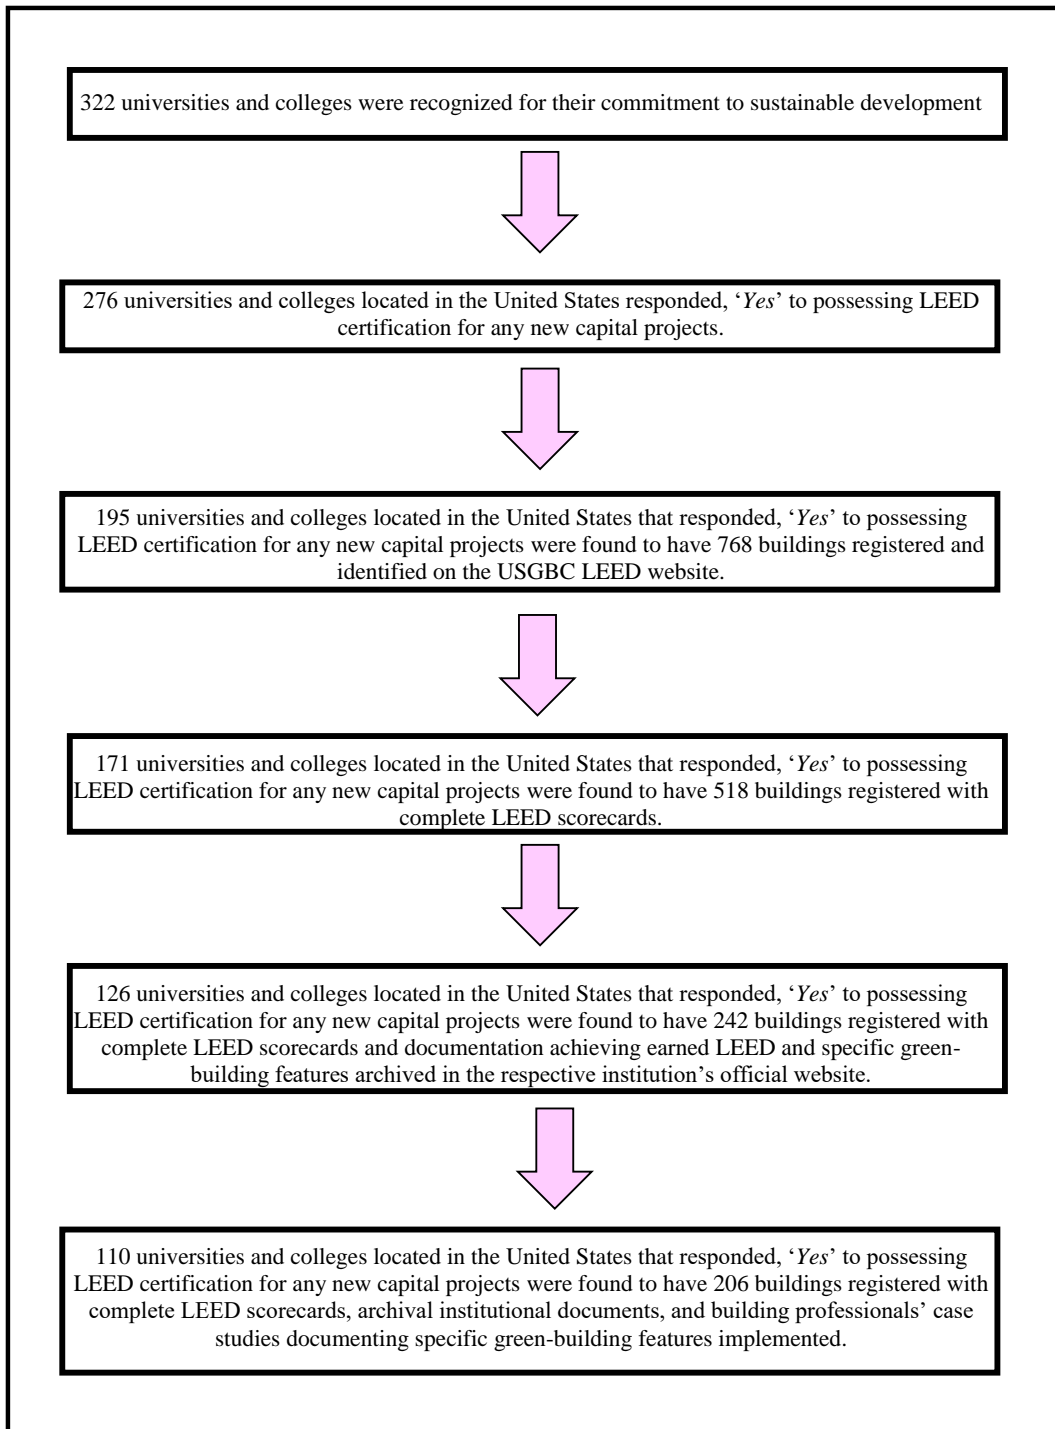 322 universities and colleges were recognized for their commitment to sustainable development
276 universities and colleges located in the United States responded, ‘Yes’ to possessing LEED
certification for any new capital projects.
195 universities and colleges located in the United States that responded, ‘Yes’ to possessing
LEED certification for any new capital projects were found to have 768 buildings registered and
identified on the USGBC LEED website.
171 universities and colleges located in the United States that responded, ‘Yes’ to possessing
LEED certification for any new capital projects were found to have 518 buildings registered with
complete LEED scorecards.
126 universities and colleges located in the United States that responded, ‘Yes’ to possessing
LEED certification for any new capital projects were found to have 242 buildings registered with
complete LEED scorecards and documentation achieving earned LEED and specific green-
building features archived in the respective institution’s official website.
110 universities and colleges located in the United States that responded, ‘Yes’ to possessing
LEED certification for any new capital projects were found to have 206 buildings registered with
complete LEED scorecards, archival institutional documents, and building professionals’ case
studies documenting specific green-building features implemented.